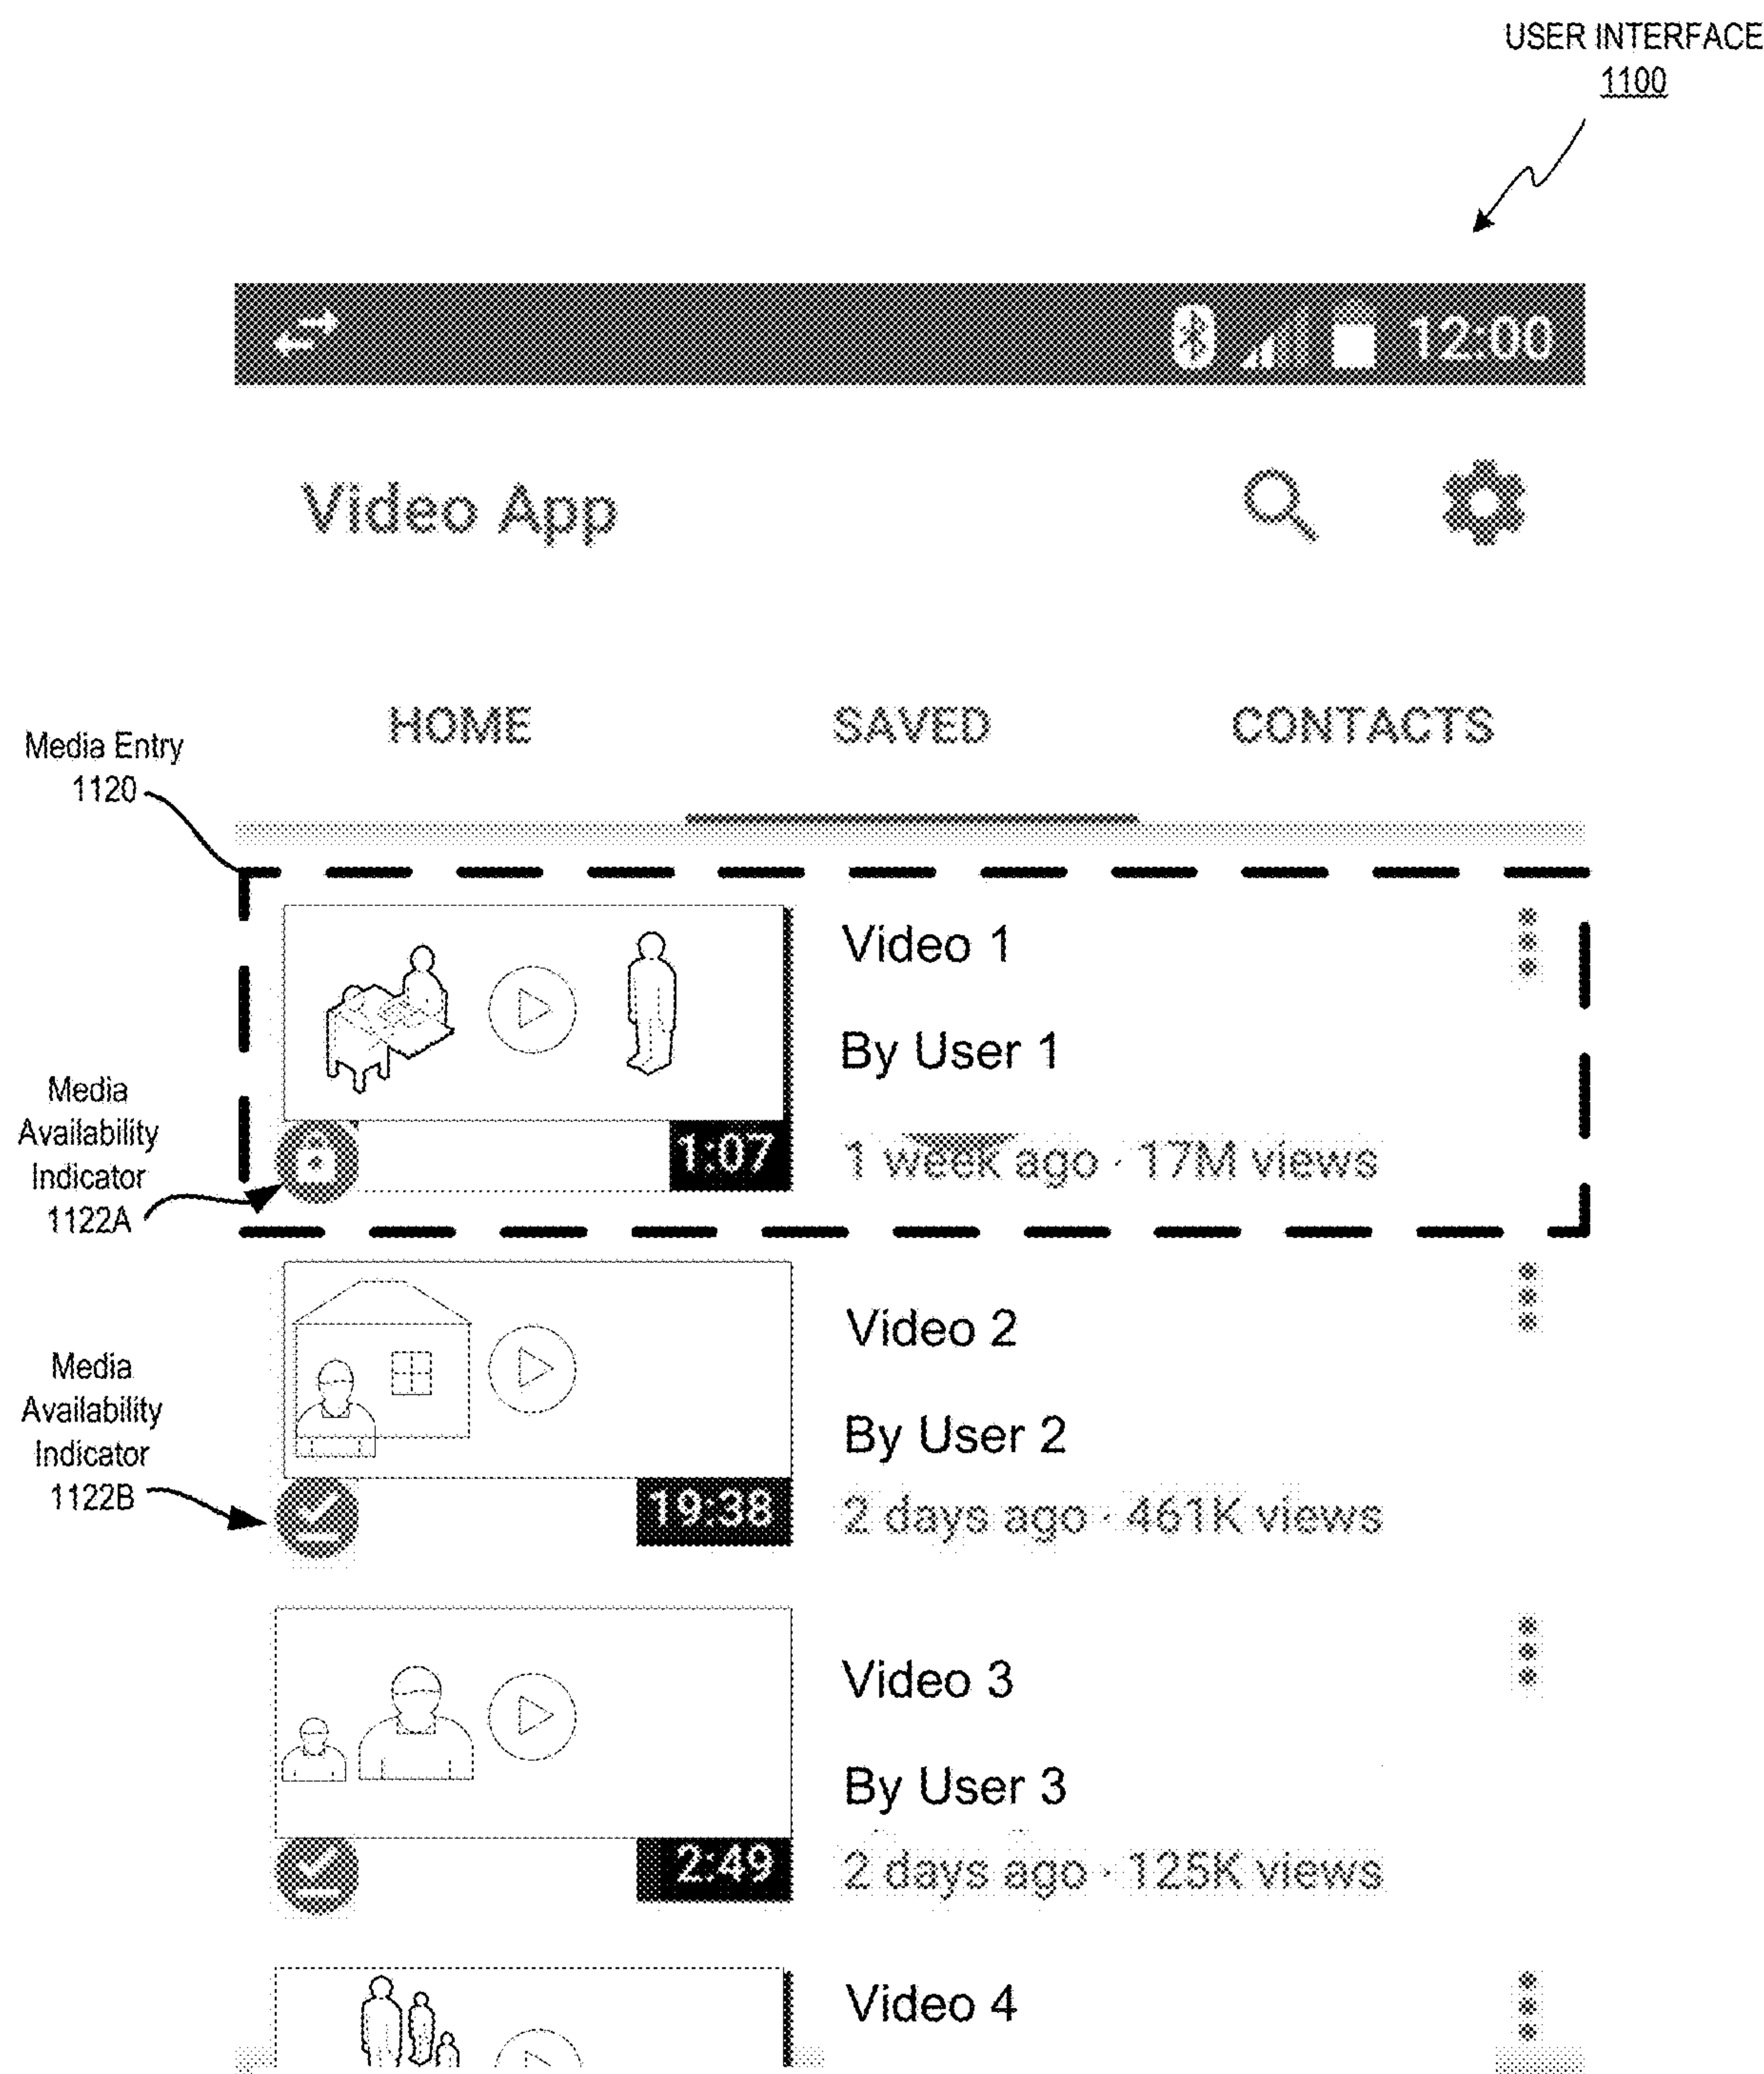 USER INTERFACE
1100
12:00
Video App
HOME SAVED CONTACTS
Media Entry
1120
Video 1
By User 1
1:07
1 week ago · 17M views
Media
Availability
Indicator
1122A
Video 2
By User 2
19:38
2 days ago · 461K views
Media
Availability
Indicator
1122B
Video 3
By User 3
2:49
2 days ago · 125K views
Video 4